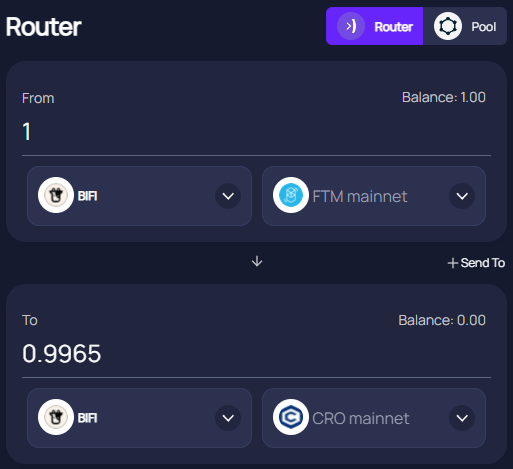 Router
Router
Pool
From
Balance: 1.00
1
BIFI
FTM mainnet
Send To
To
Balance: 0.00
0.9965
BIFI
CRO mainnet